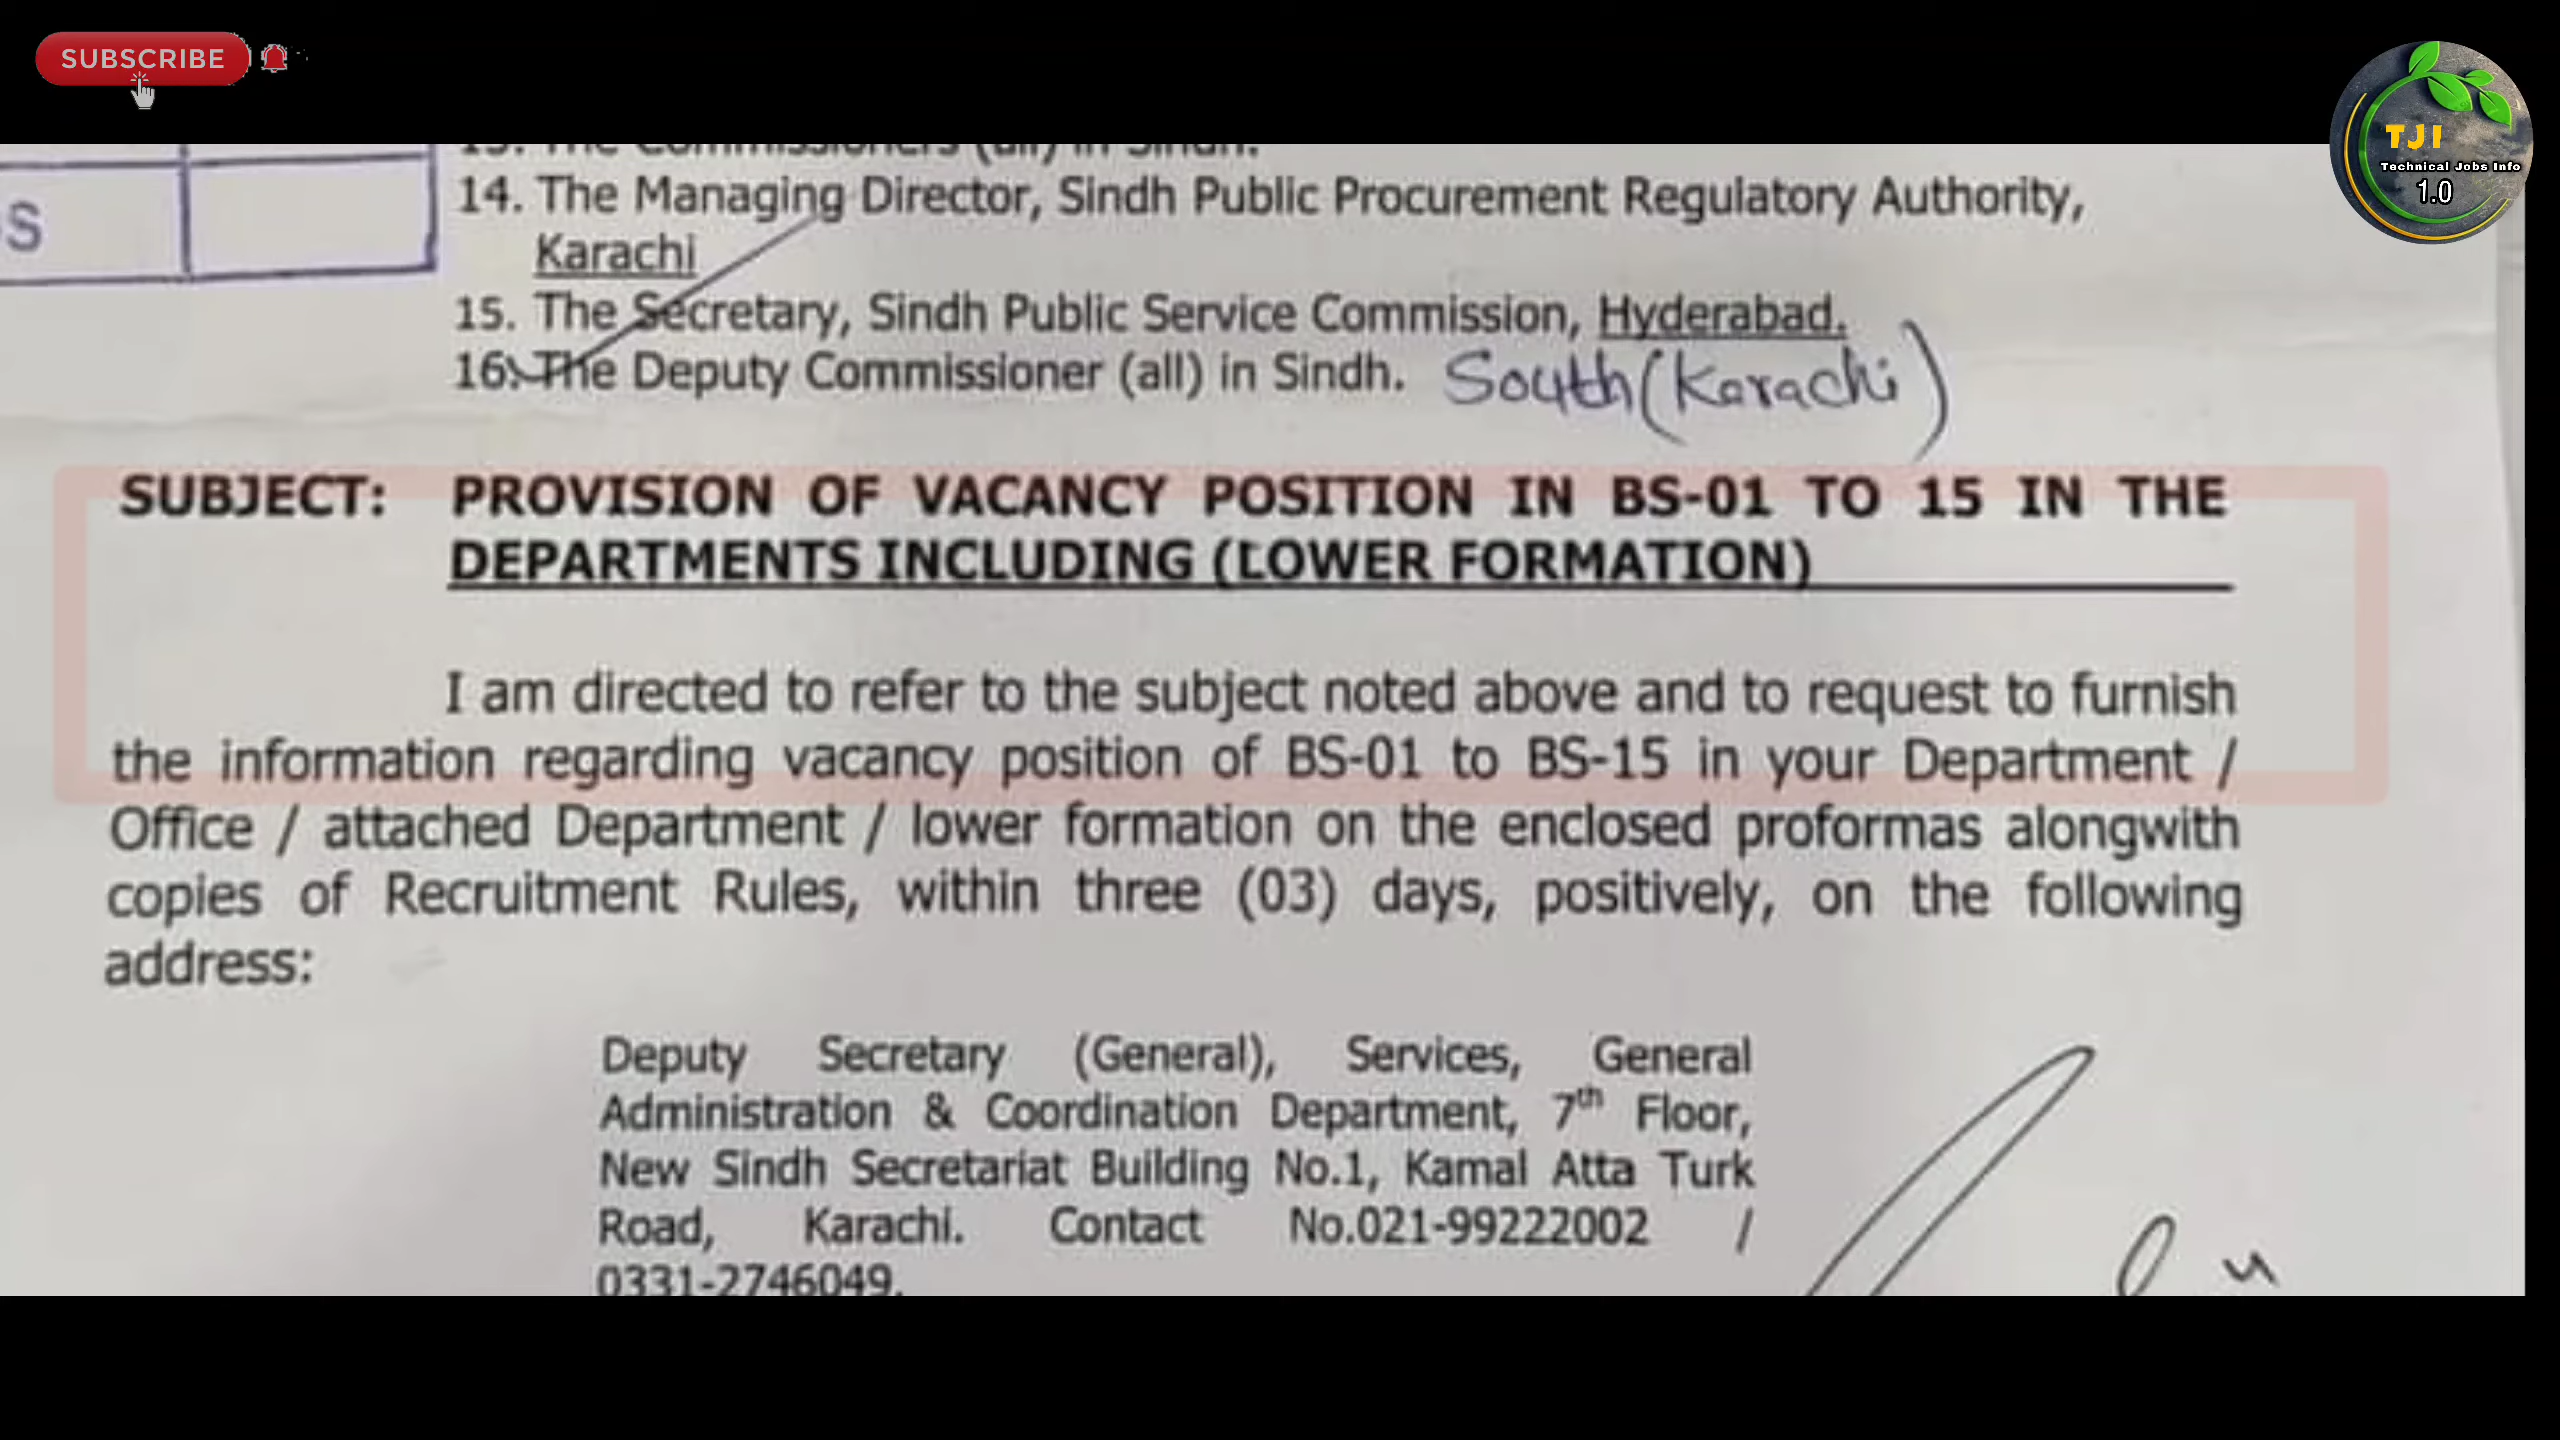 SUBSCRIBE
TJI
Technical Jobs Info
1.0
13. The Commissioners (all) in Sindh.
14. The Managing Director, Sindh Public Procurement Regulatory Authority,
Karachi
15. The Secretary, Sindh Public Service Commission, Hyderabad.
16. The Deputy Commissioner (all) in Sindh. South (Karachi)
SUBJECT: PROVISION OF VACANCY POSITION IN BS-01 TO 15 IN THE
DEPARTMENTS INCLUDING (LOWER FORMATION)
I am directed to refer to the subject noted above and to request to furnish
the information regarding vacancy position of BS-01 to BS-15 in your Department /
Office / attached Department / lower formation on the enclosed proformas alongwith
copies of Recruitment Rules, within three (03) days, positively, on the following
address:
Deputy Secretary (General), Services, General
Administration & Coordination Department, 7th Floor,
New Sindh Secretariat Building No.1, Kamal Atta Turk
Road, Karachi. Contact No.021-99222002 /
0331-2746049.